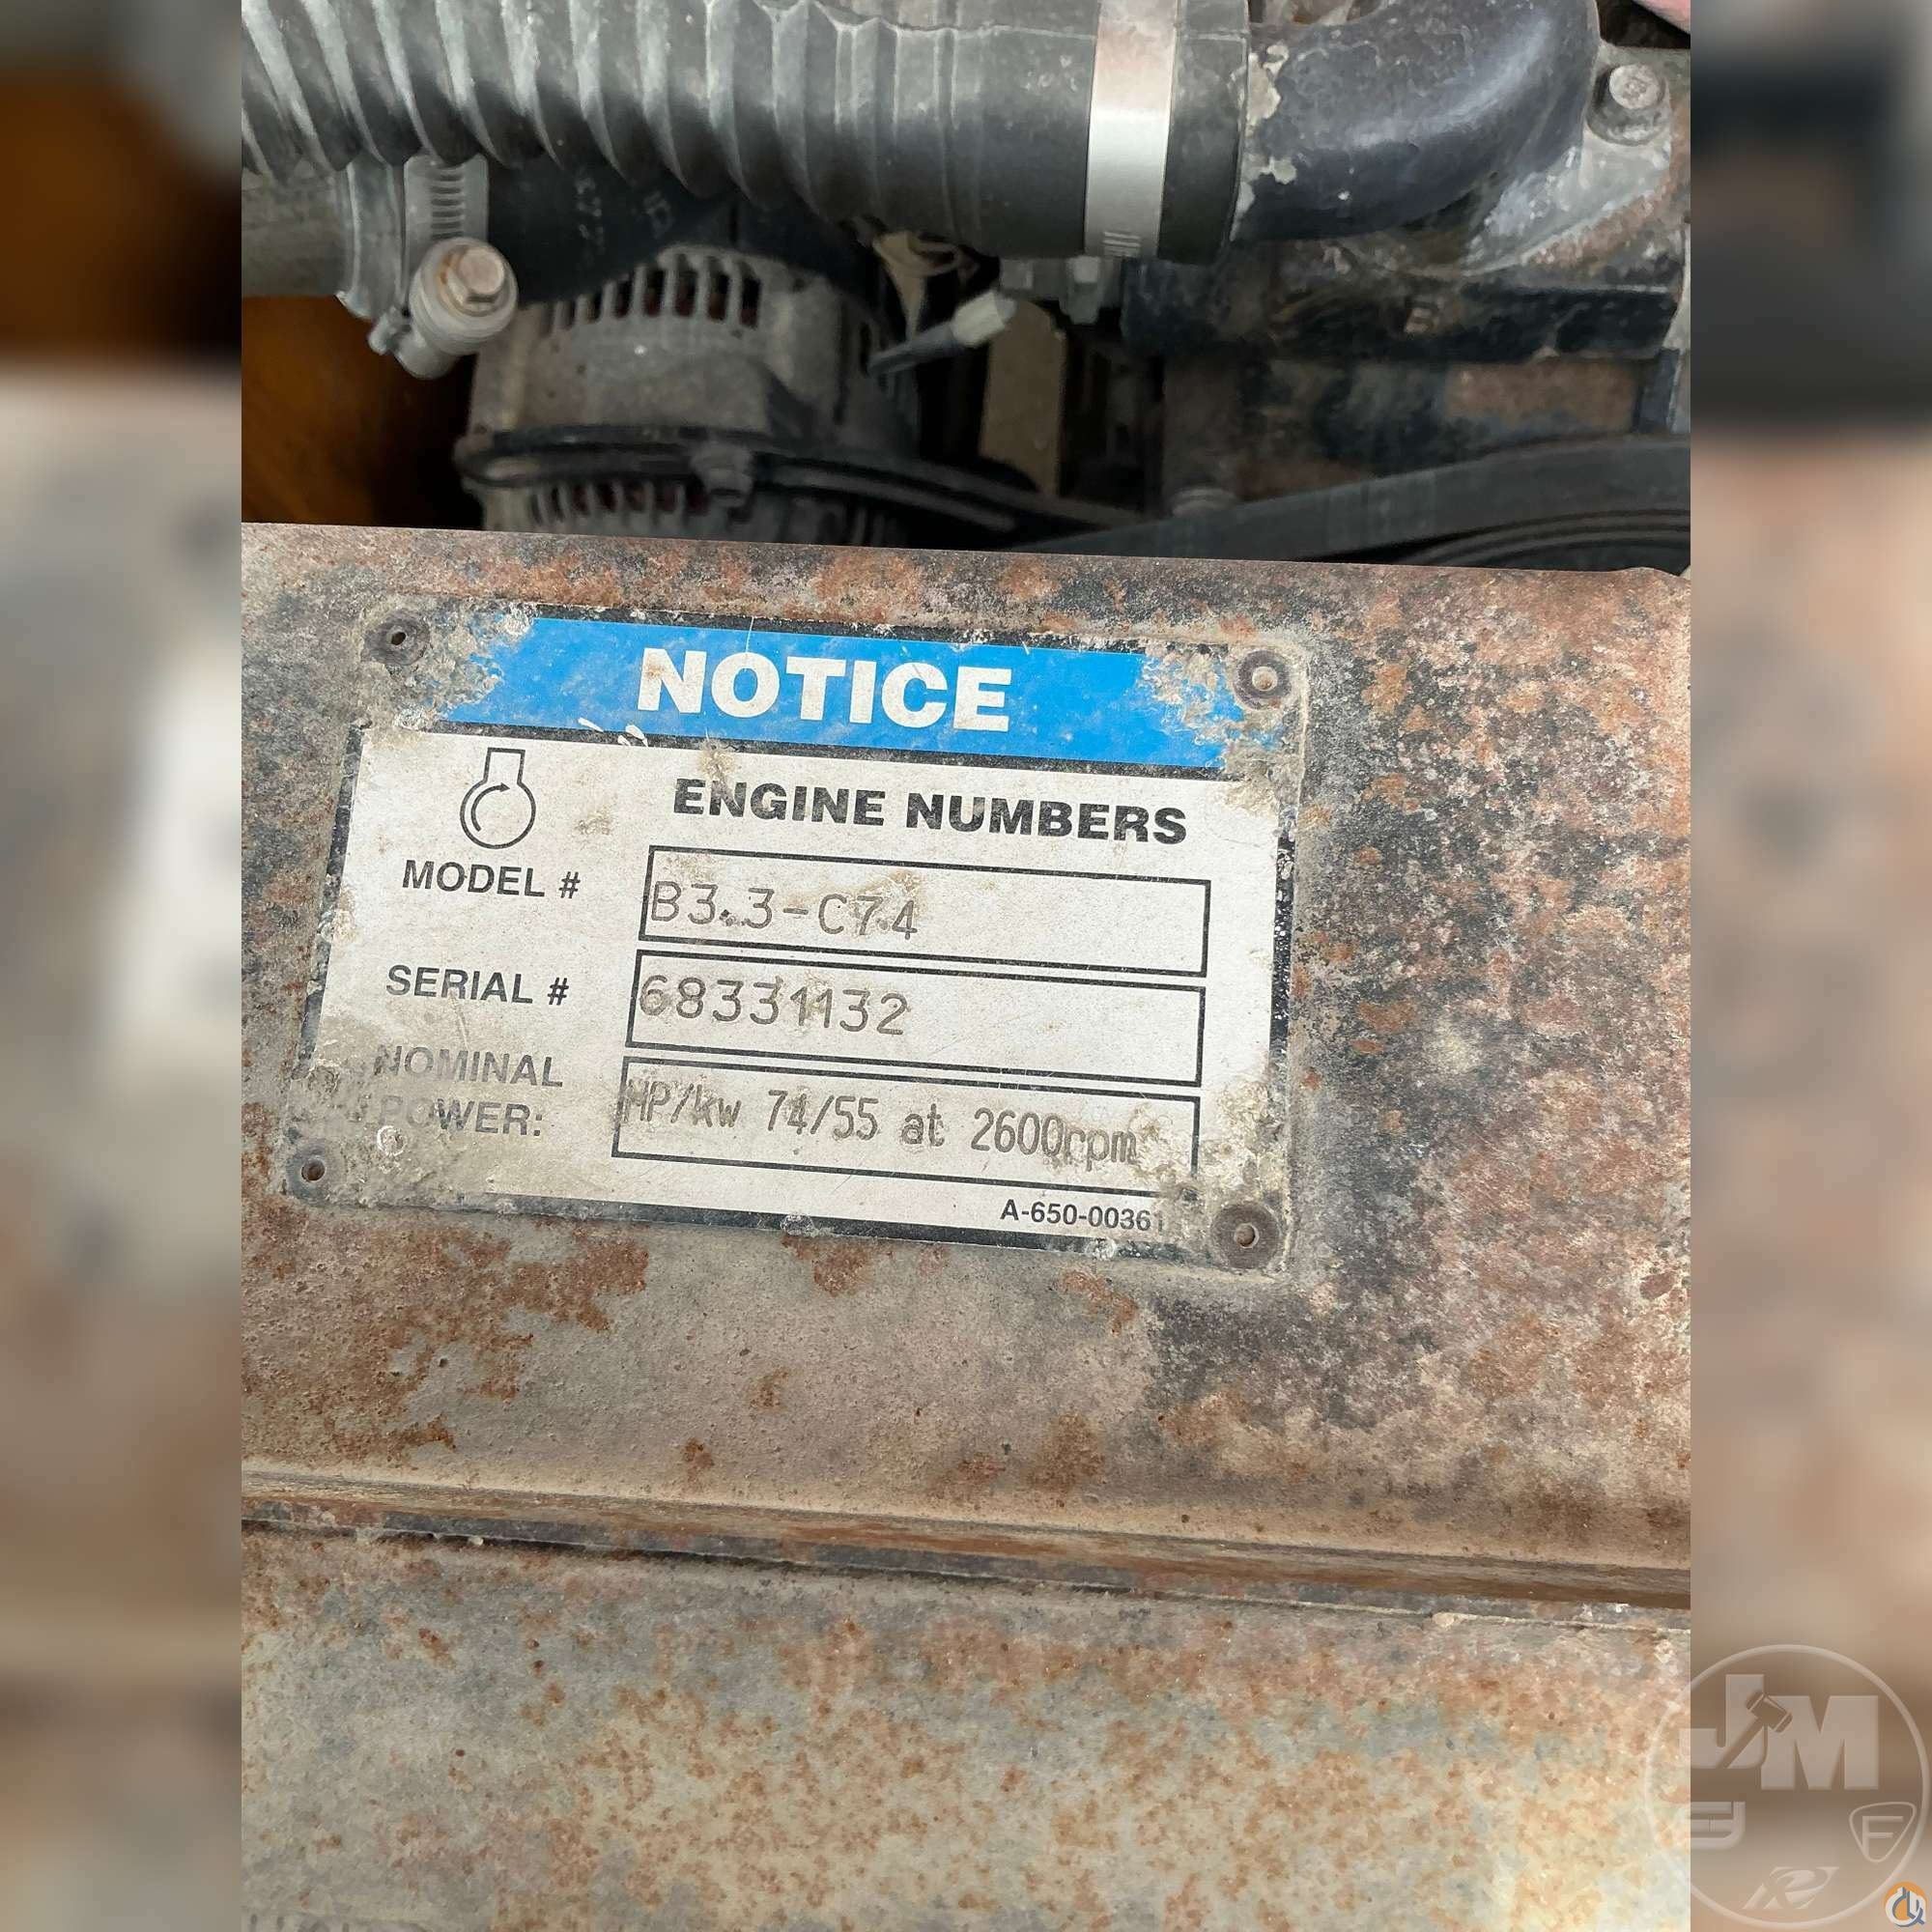 NOTICE
ENGINE NUMBERS
MODEL # B3.3-C74
SERIAL # 68331132
NOMINAL
POWER: HP/kw 74/55 at 2600rpm
A-650-00361
JM
F
R